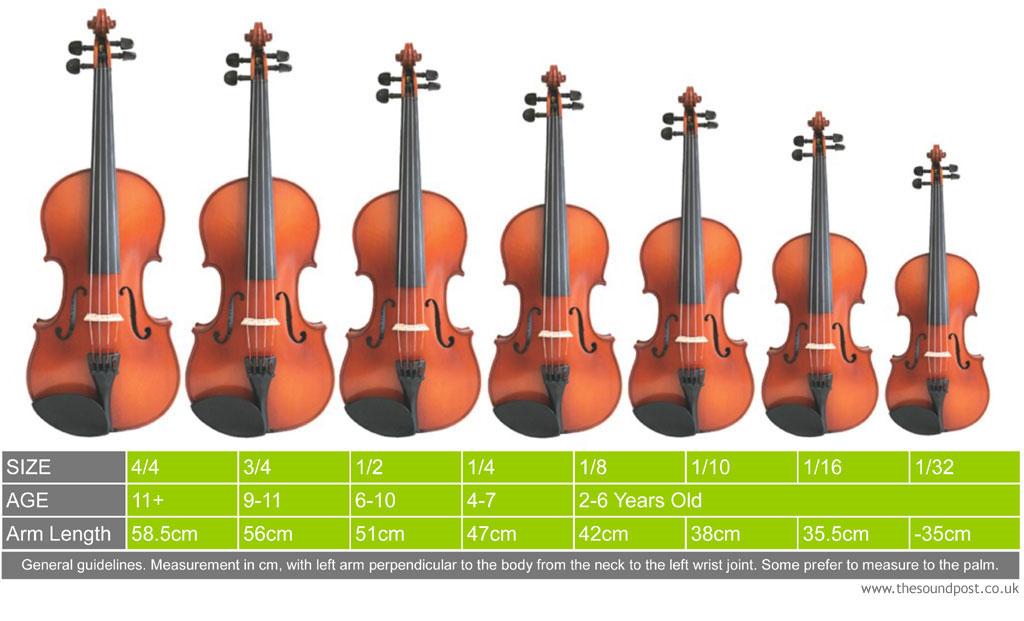 SIZE 4/4 3/4 1/2 1/4 1/8 1/10 1/16 1/32
AGE 11+ 9-11 6-10 4-7 2-6 Years Old
Arm Length 58.5cm 56cm 51cm 47cm 42cm 38cm 35.5cm -35cm
General guidelines. Measurement in cm, with left arm perpendicular to the body from the neck to the left wrist joint. Some prefer to measure to the palm.
www.thesoundpost.co.uk